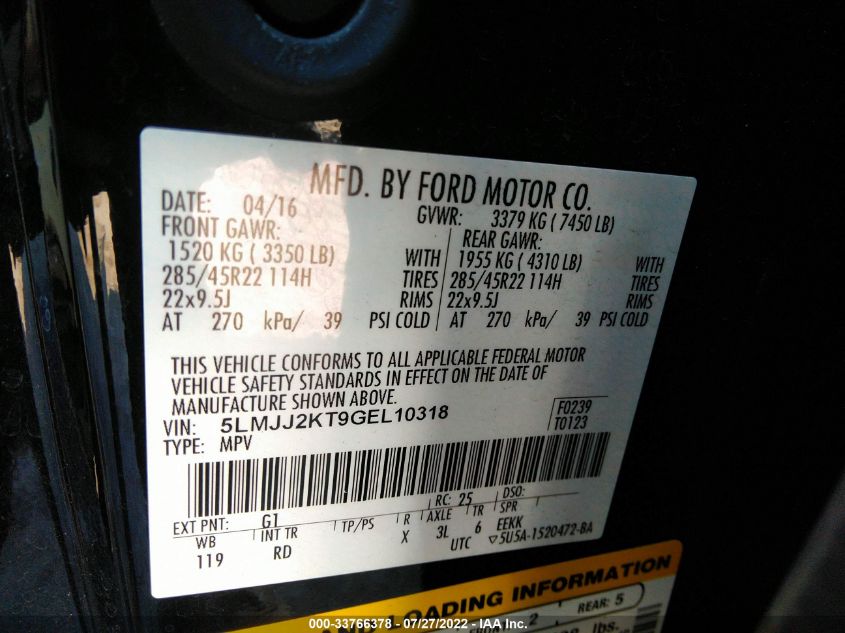 MFD. BY FORD MOTOR CO.
DATE: 04/16 GVWR: 3379 KG ( 7450 LB)
FRONT GAWR: REAR GAWR:
1520 KG ( 3350 LB) WITH 1955 KG ( 4310 LB) WITH
285/45R22 114H TIRES 285/45R22 114H TIRES
22x9.5J RIMS 22x9.5J RIMS
AT 270 kPa/ 39 PSI COLD AT 270 kPa/ 39 PSI COLD
THIS VEHICLE CONFORMS TO ALL APPLICABLE FEDERAL MOTOR
VEHICLE SAFETY STANDARDS IN EFFECT ON THE DATE OF
MANUFACTURE SHOWN ABOVE.
VIN: 5LMJJ2KT9GEL10318 F0239
TYPE: MPV T0123
RC: 25 DSO:
EXT PNT: G1
WB INT TR TP/PS R AXLE TR SPR
119 RD X 3L 6 EEKK
UTC ▽5U5A-1520472-BA
AND LOADING INFORMATION
2 REAR: 5
lbs.
000-33766378 - 07/27/2022 - IAA Inc.